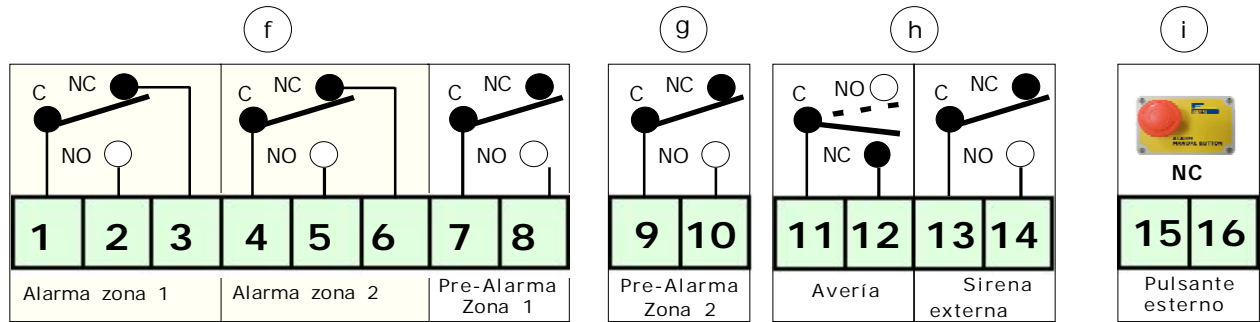 f g h i
C NC NO
C NC NO
C NC NO
C NC NO
C NO NC
C NC NO
MANUAL BUTTON
NC
1 2 3 4 5 6 7 8 9 10 11 12 13 14 15 16
Alarma zona 1
Alarma zona 2
Pre-Alarma
Zona 1
Pre-Alarma
Zona 2
Avería
Sirena
externa
Pulsante
esterno